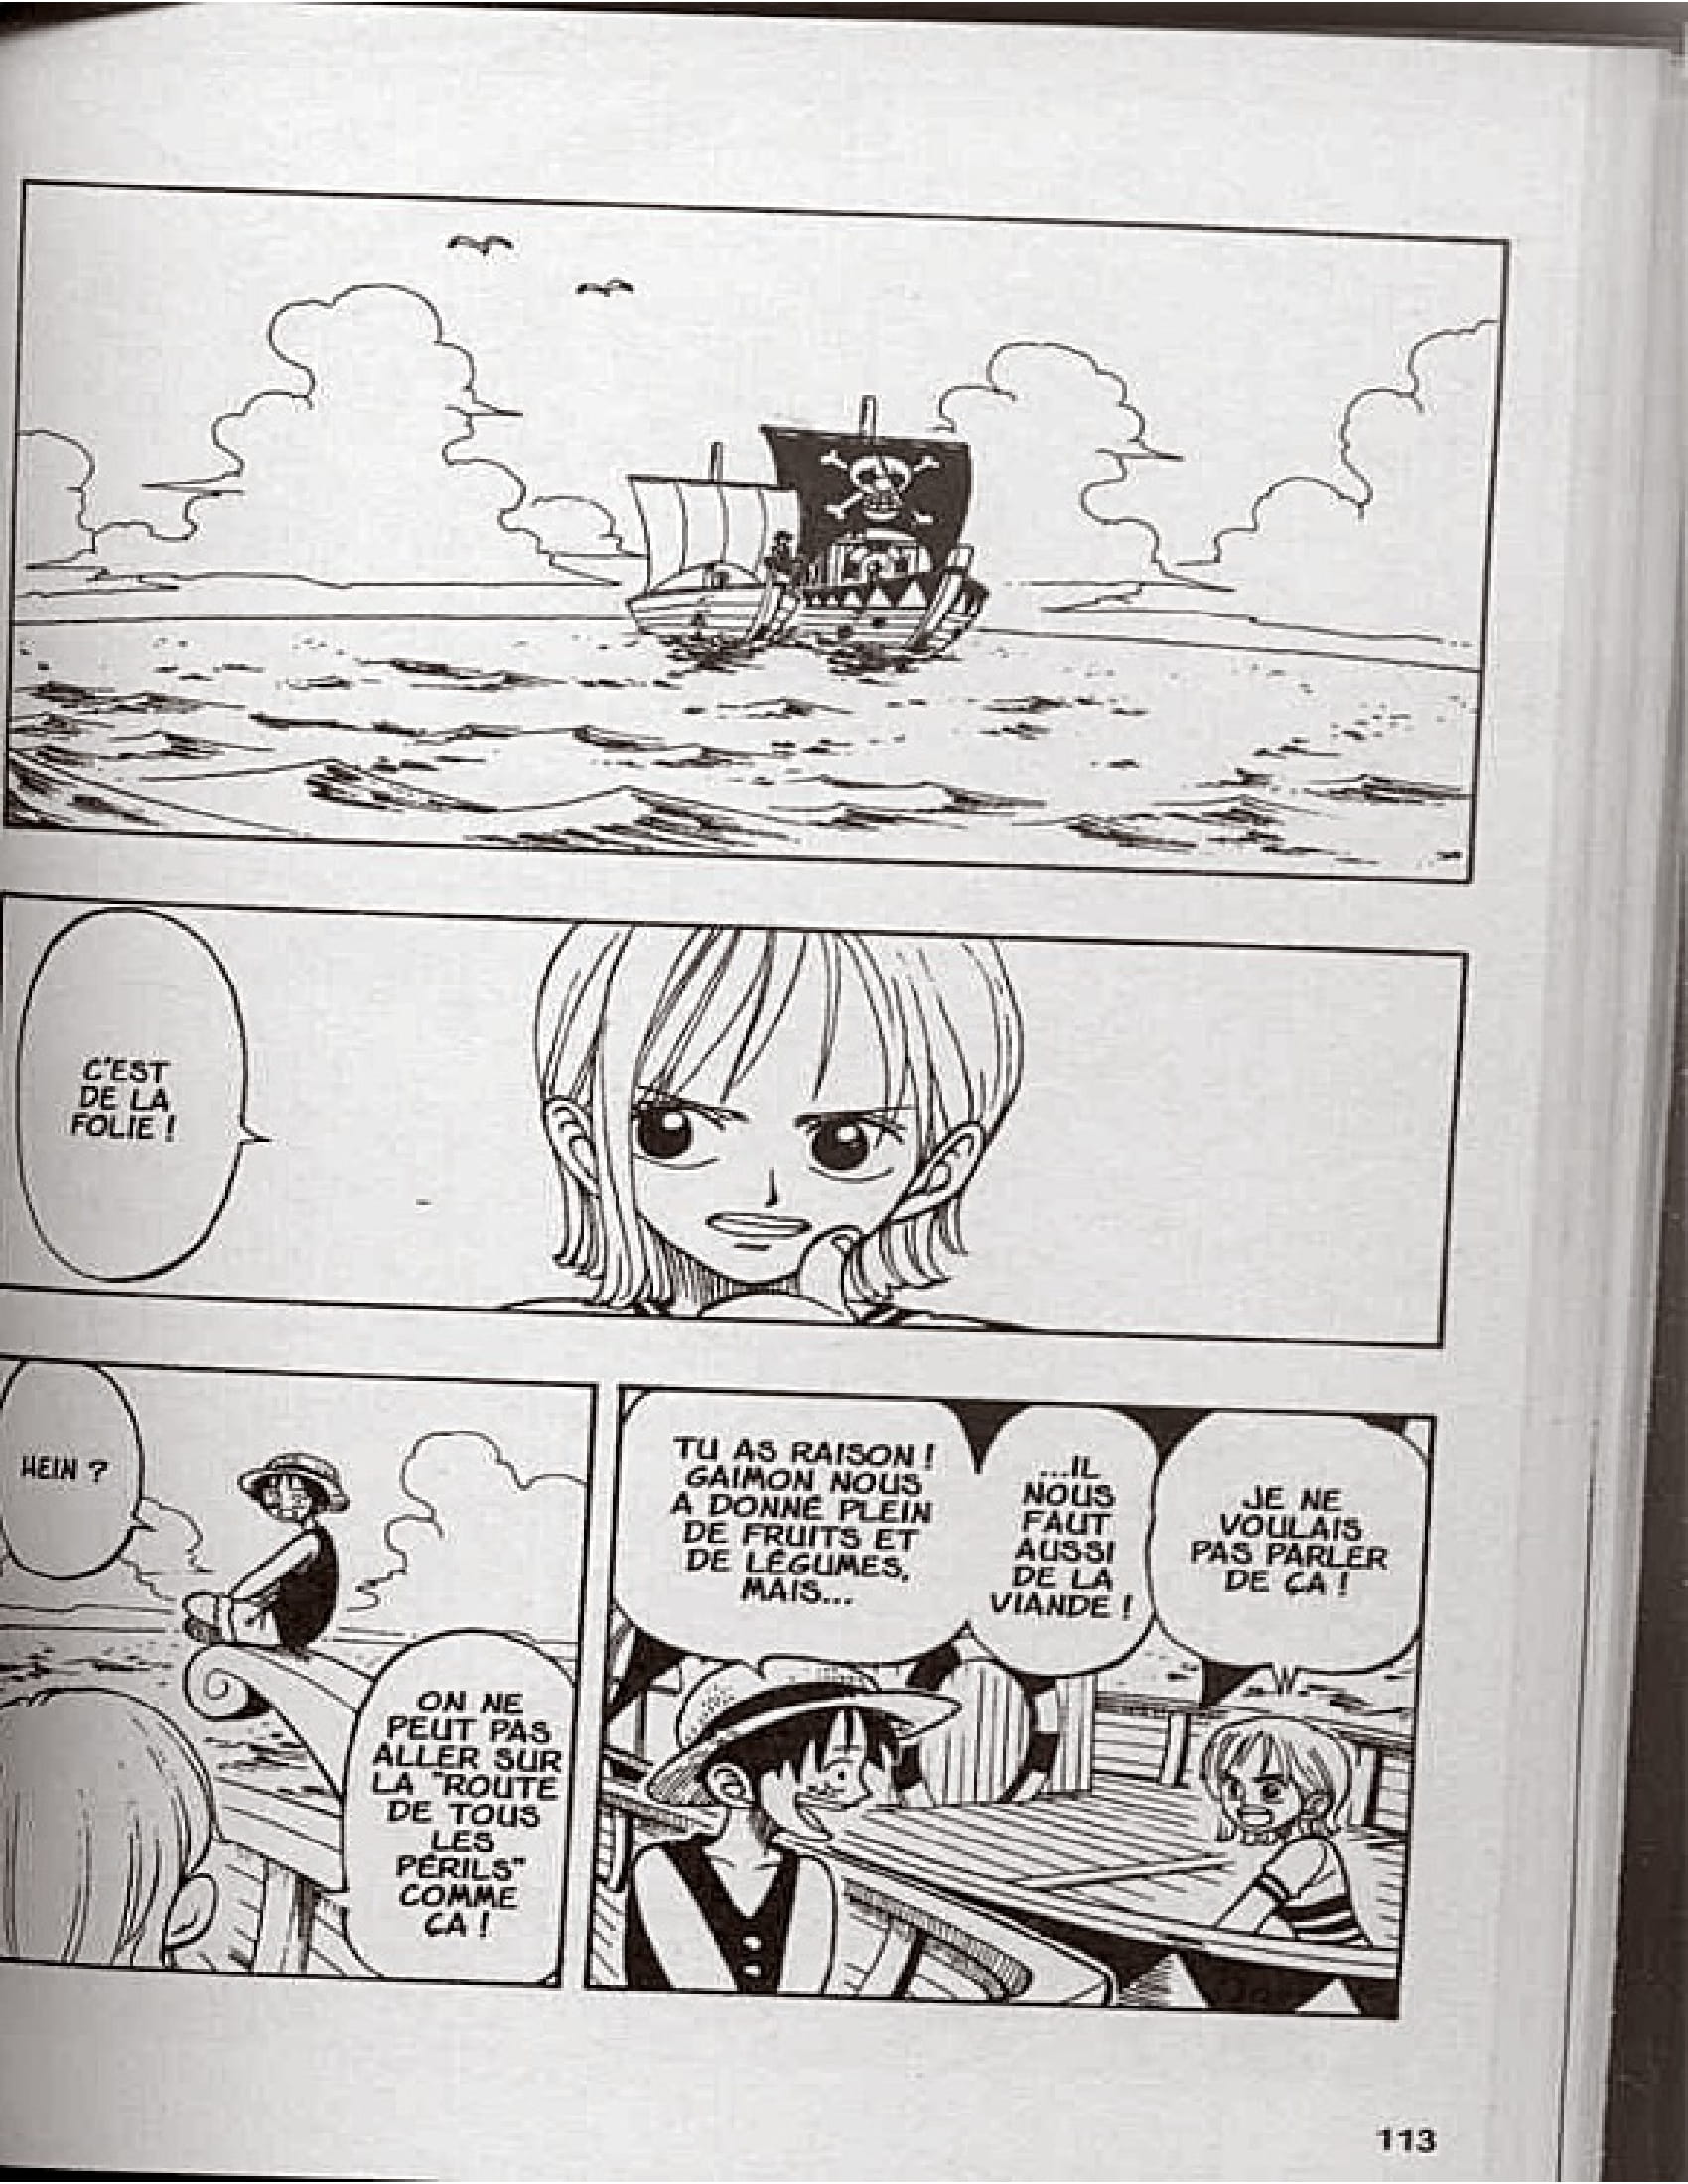 C'EST
DE LA
FOLIE !
HEIN ?
ON NE
PEUT PAS
ALLER SUR
LA "ROUTE
DE TOUS
LES
PÉRILS"
COMME
ÇA !
TU AS RAISON !
GAIMON NOUS
A DONNÉ PLEIN
DE FRUITS ET
DE LÉGUMES,
MAIS...
...IL
NOUS
FAUT
AUSSI
DE LA
VIANDE !
JE NE
VOULAIS
PAS PARLER
DE ÇA !
113